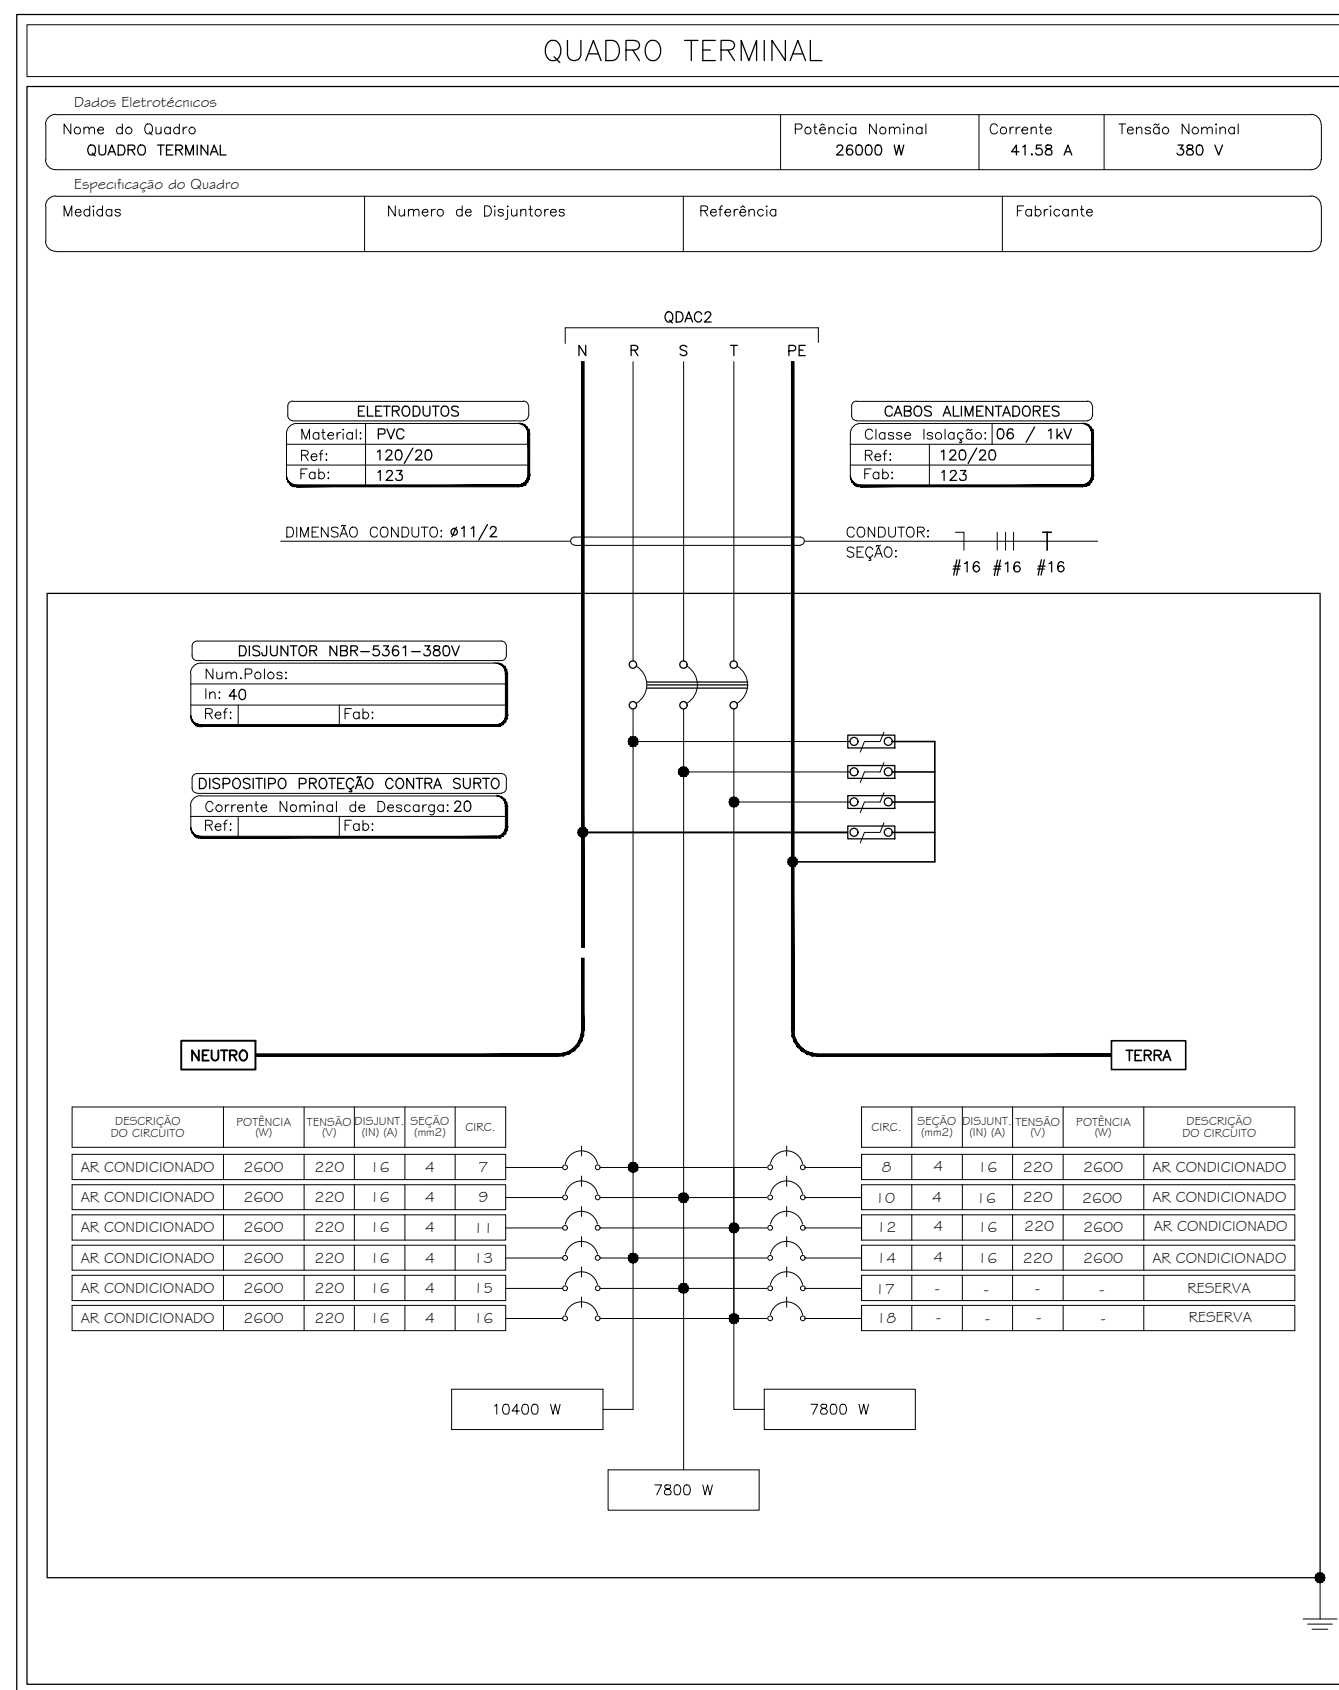 QUADRO TERMINAL
Dados Eletrotécnicos
Nome do Quadro Potência Nominal Corrente Tensão Nominal
QUADRO TERMINAL 26000 W 41.58 A 380 V
Especificação do Quadro
Medidas Numero de Disjuntores Referência Fabricante
QDAC2
N R S T PE
ELETRODUTOS
Material: PVC
Ref: 120/20
Fab: 123
CABOS ALIMENTADORES
Classe Isolação: 06 / 1kV
Ref: 120/20
Fab: 123
DIMENSÃO CONDUTO: ø11/2
CONDUTOR:
SEÇÃO:
#16 #16 #16
DISJUNTOR NBR-5361-380V
Num.Polos:
In: 40
Ref: Fab:
DISPOSITIPO PROTEÇÃO CONTRA SURTO
Corrente Nominal de Descarga: 20
Ref: Fab:
NEUTRO
TERRA
DESCRIÇÃO DO CIRCUITO POTÊNCIA (W) TENSÃO (V) DISJUNT. (IN) (A) SEÇÃO (mm2) CIRC.
AR CONDICIONADO 2600 220 16 4 7
AR CONDICIONADO 2600 220 16 4 9
AR CONDICIONADO 2600 220 16 4 11
AR CONDICIONADO 2600 220 16 4 13
AR CONDICIONADO 2600 220 16 4 15
AR CONDICIONADO 2600 220 16 4 16
CIRC. SEÇÃO (mm2) DISJUNT. (IN) (A) TENSÃO (V) POTÊNCIA (W) DESCRIÇÃO DO CIRCUITO
8 4 16 220 2600 AR CONDICIONADO
10 4 16 220 2600 AR CONDICIONADO
12 4 16 220 2600 AR CONDICIONADO
14 4 16 220 2600 AR CONDICIONADO
17 - - - - RESERVA
18 - - - - RESERVA
10400 W
7800 W
7800 W